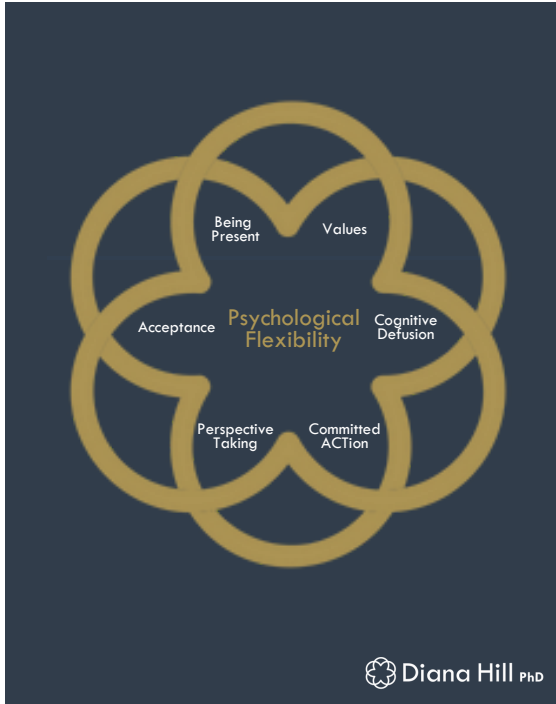 Being
Present
Values
Acceptance
Psychological
Flexibility
Cognitive
Defusion
Perspective
Taking
Committed
ACTion
Diana Hill PhD